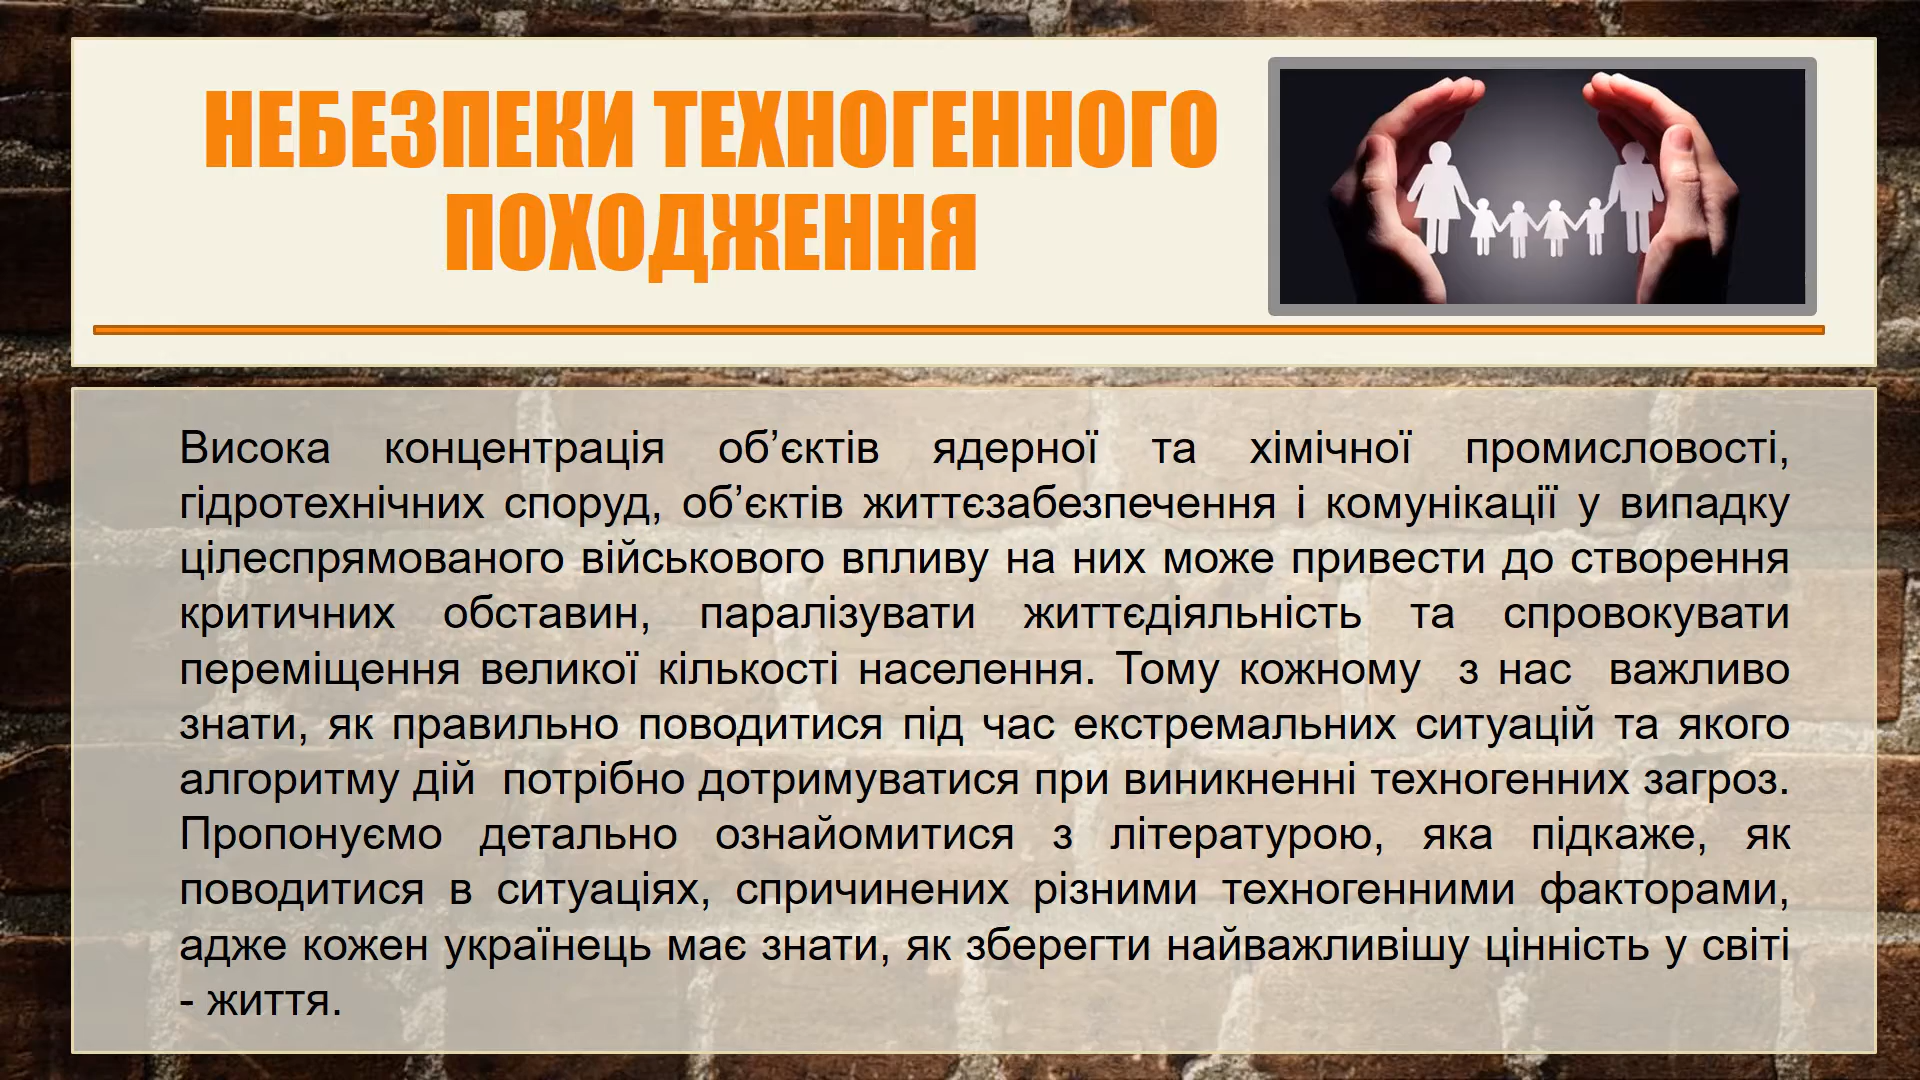 НЕБЕЗПЕКИ ТЕХНОГЕННОГО
ПОХОДЖЕННЯ
Висока концентрація об’єктів ядерної та хімічної промисловості,
гідротехнічних споруд, об’єктів життєзабезпечення і комунікації у випадку
цілеспрямованого військового впливу на них може привести до створення
критичних обставин, паралізувати життєдіяльність та спровокувати
переміщення великої кількості населення. Тому кожному з нас важливо
знати, як правильно поводитися під час екстремальних ситуацій та якого
алгоритму дій потрібно дотримуватися при виникненні техногенних загроз.
Пропонуємо детально ознайомитися з літературою, яка підкаже, як
поводитися в ситуаціях, спричинених різними техногенними факторами,
адже кожен українець має знати, як зберегти найважливішу цінність у світі
- життя.